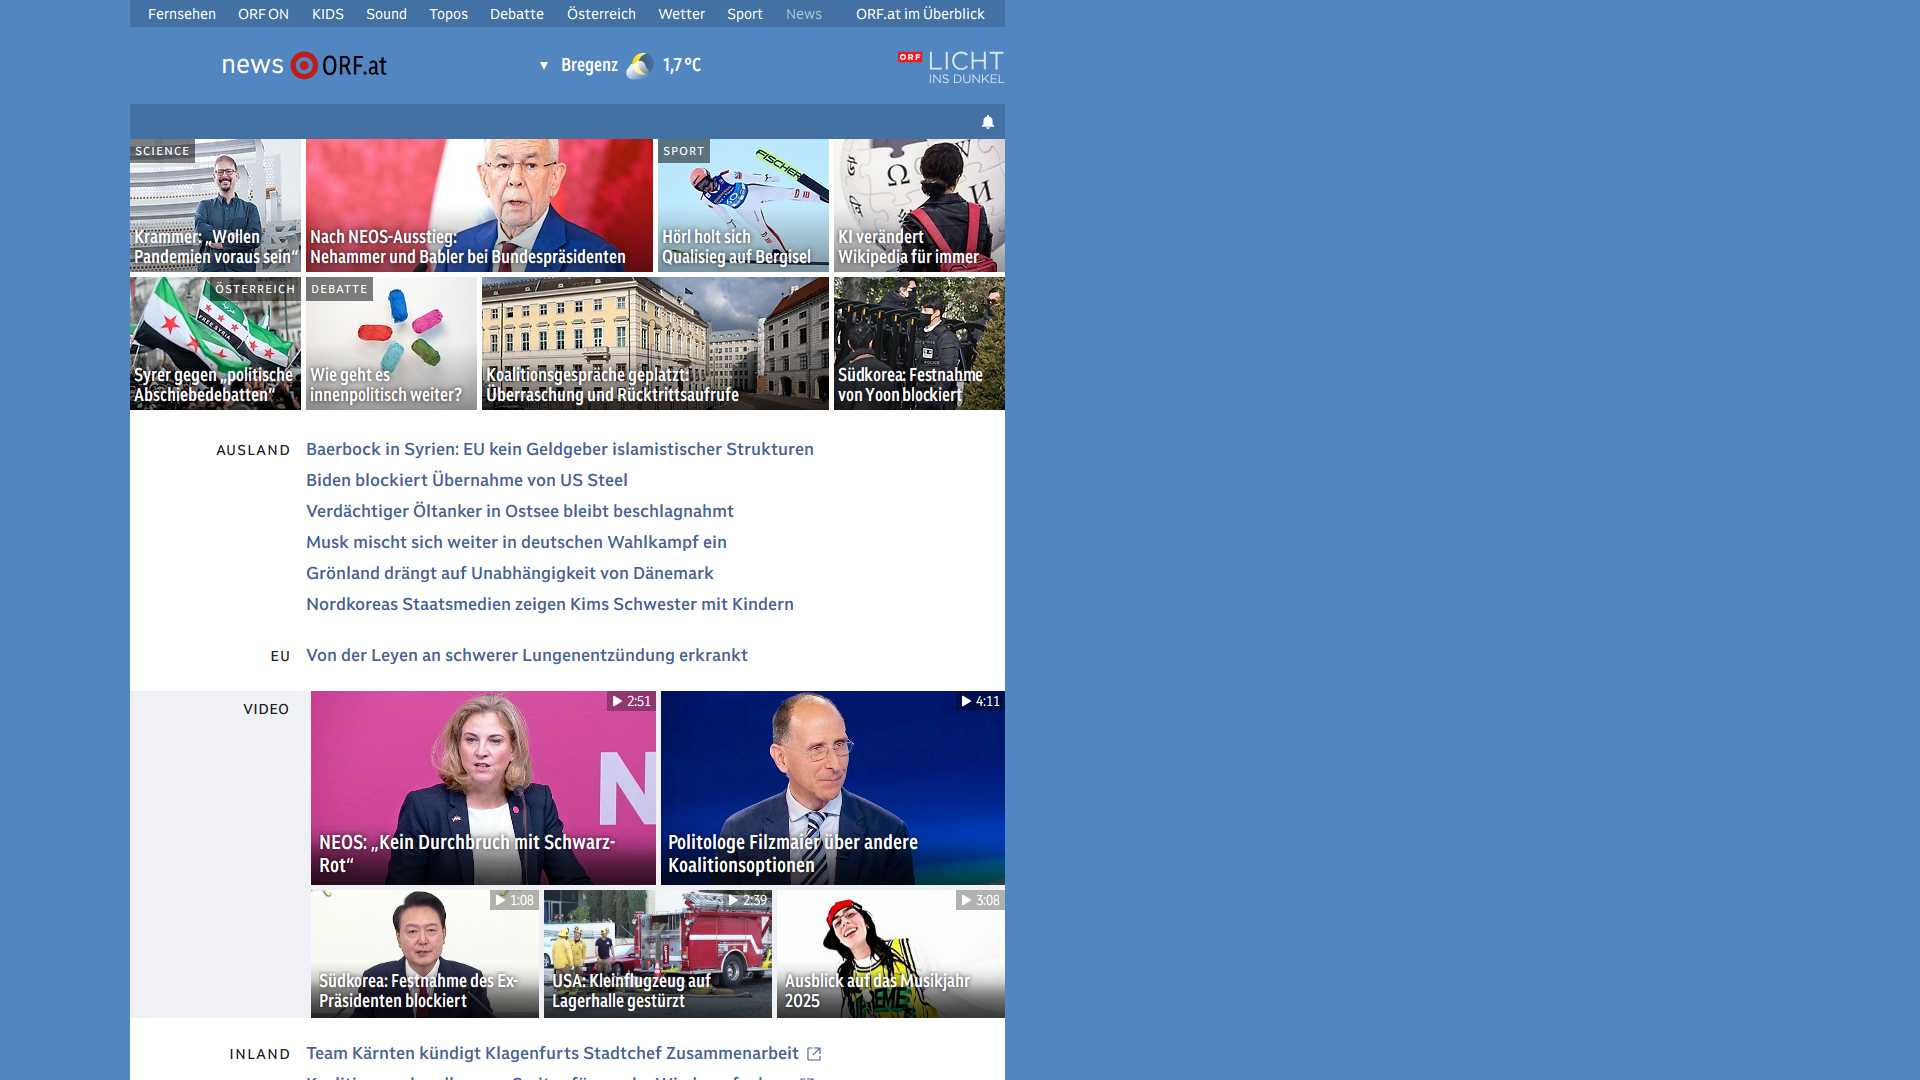 Fernsehen ORF ON KIDS Sound Topos Debatte Österreich Wetter Sport News ORF.at im Überblick
news ORF.at
Bregenz 1,7 °C
ORF LICHT
INS DUNKEL
SCIENCE
Krammer: „Wollen
Pandemien voraus sein“
Nach NEOS-Ausstieg:
Nehammer und Babler bei Bundespräsidenten
SPORT
FISCHER
Hörl holt sich
Qualisieg auf Bergisel
KI verändert
Wikipedia für immer
ÖSTERREICH
FREE SYRIA
Syrer gegen „politische
Abschiebedebatten“
DEBATTE
Wie geht es
innenpolitisch weiter?
Koalitionsgespräche geplatzt:
Überraschung und Rücktrittsaufrufe
Südkorea: Festnahme
von Yoon blockiert
AUSLAND
Baerbock in Syrien: EU kein Geldgeber islamistischer Strukturen
Biden blockiert Übernahme von US Steel
Verdächtiger Öltanker in Ostsee bleibt beschlagnahmt
Musk mischt sich weiter in deutschen Wahlkampf ein
Grönland drängt auf Unabhängigkeit von Dänemark
Nordkoreas Staatsmedien zeigen Kims Schwester mit Kindern
EU
Von der Leyen an schwerer Lungenentzündung erkrankt
VIDEO
2:51
N
NEOS: „Kein Durchbruch mit Schwarz-
Rot“
4:11
Politologe Filzmaier über andere
Koalitionsoptionen
1:08
Südkorea: Festnahme des Ex-
Präsidenten blockiert
2:39
USA: Kleinflugzeug auf
Lagerhalle gestürzt
3:08
Ausblick auf das Musikjahr
2025
INLAND
Team Kärnten kündigt Klagenfurts Stadtchef Zusammenarbeit